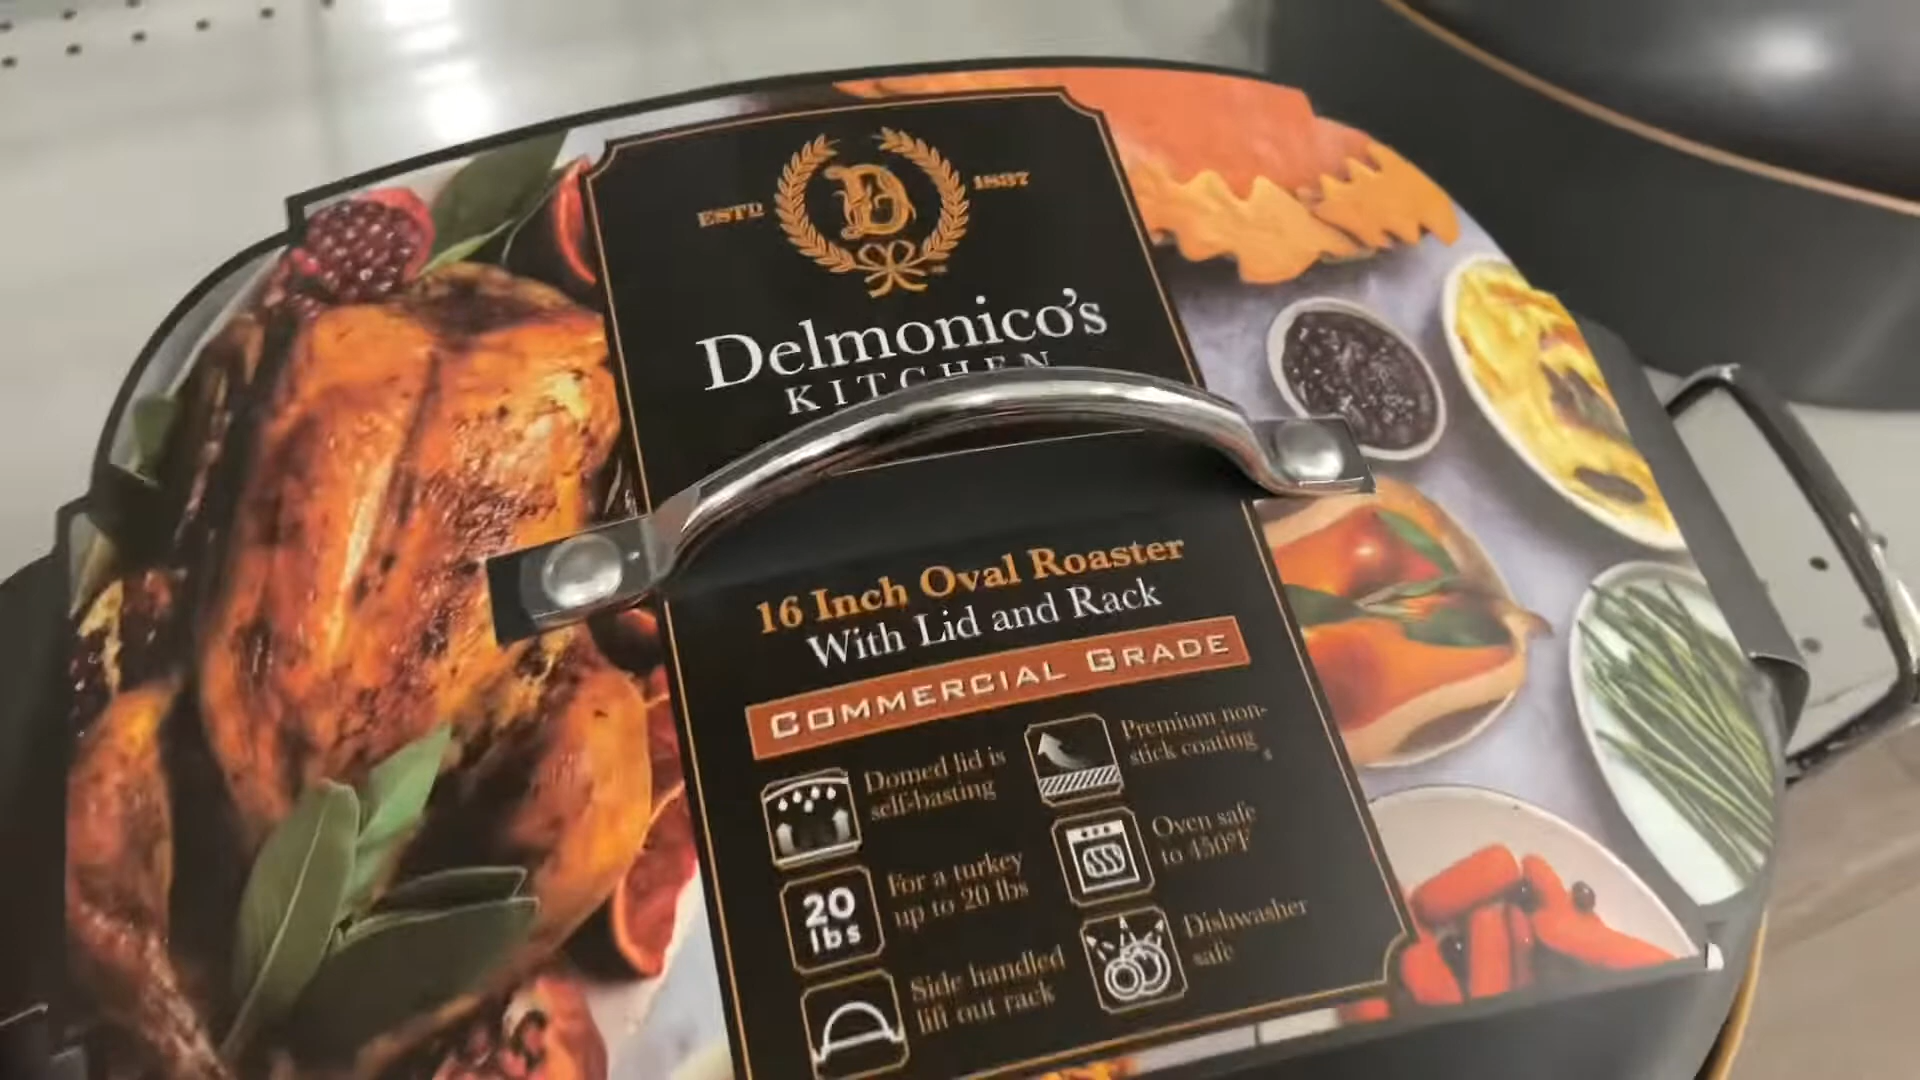 ESTD 1837
D
Delmonico's
KITCHEN
16 Inch Oval Roaster
With Lid and Rack
COMMERCIAL GRADE
Domed lid is
self-basting
Premium non-
stick coating
20
lbs
For a turkey
up to 20 lbs
Oven safe
to 450°F
Side handled
lift out rack
Dishwasher
safe